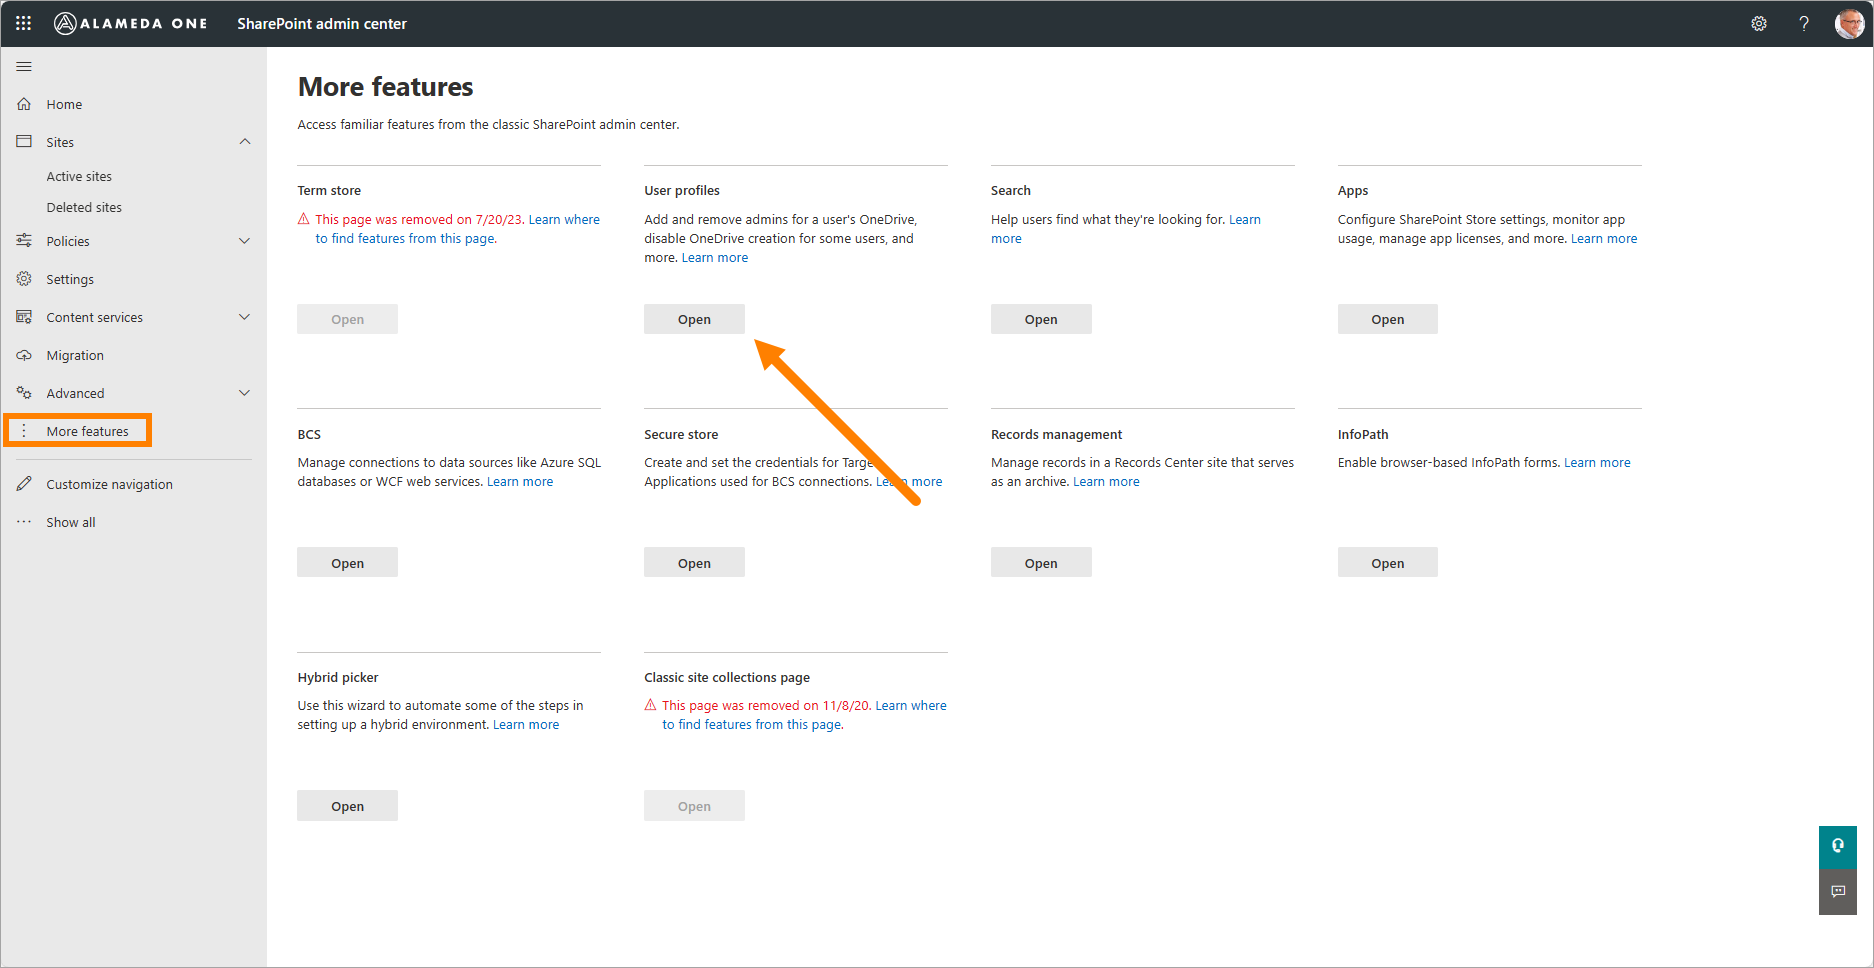 ALAMEDA ONE
SharePoint admin center
?
Home
Sites
Active sites
Deleted sites
Policies
Settings
Content services
Migration
Advanced
More features
Customize navigation
Show all
More features
Access familiar features from the classic SharePoint admin center.
Term store
This page was removed on 7/20/23. Learn where
to find features from this page.
Open
User profiles
Add and remove admins for a user's OneDrive,
disable OneDrive creation for some users, and
more. Learn more
Open
Search
Help users find what they're looking for. Learn
more
Open
Apps
Configure SharePoint Store settings, monitor app
usage, manage app licenses, and more. Learn more
Open
BCS
Manage connections to data sources like Azure SQL
databases or WCF web services. Learn more
Open
Secure store
Create and set the credentials for Target
Applications used for BCS connections. Learn more
Open
Records management
Manage records in a Records Center site that serves
as an archive. Learn more
Open
InfoPath
Enable browser-based InfoPath forms. Learn more
Open
Hybrid picker
Use this wizard to automate some of the steps in
setting up a hybrid environment. Learn more
Open
Classic site collections page
This page was removed on 11/8/20. Learn where
to find features from this page.
Open